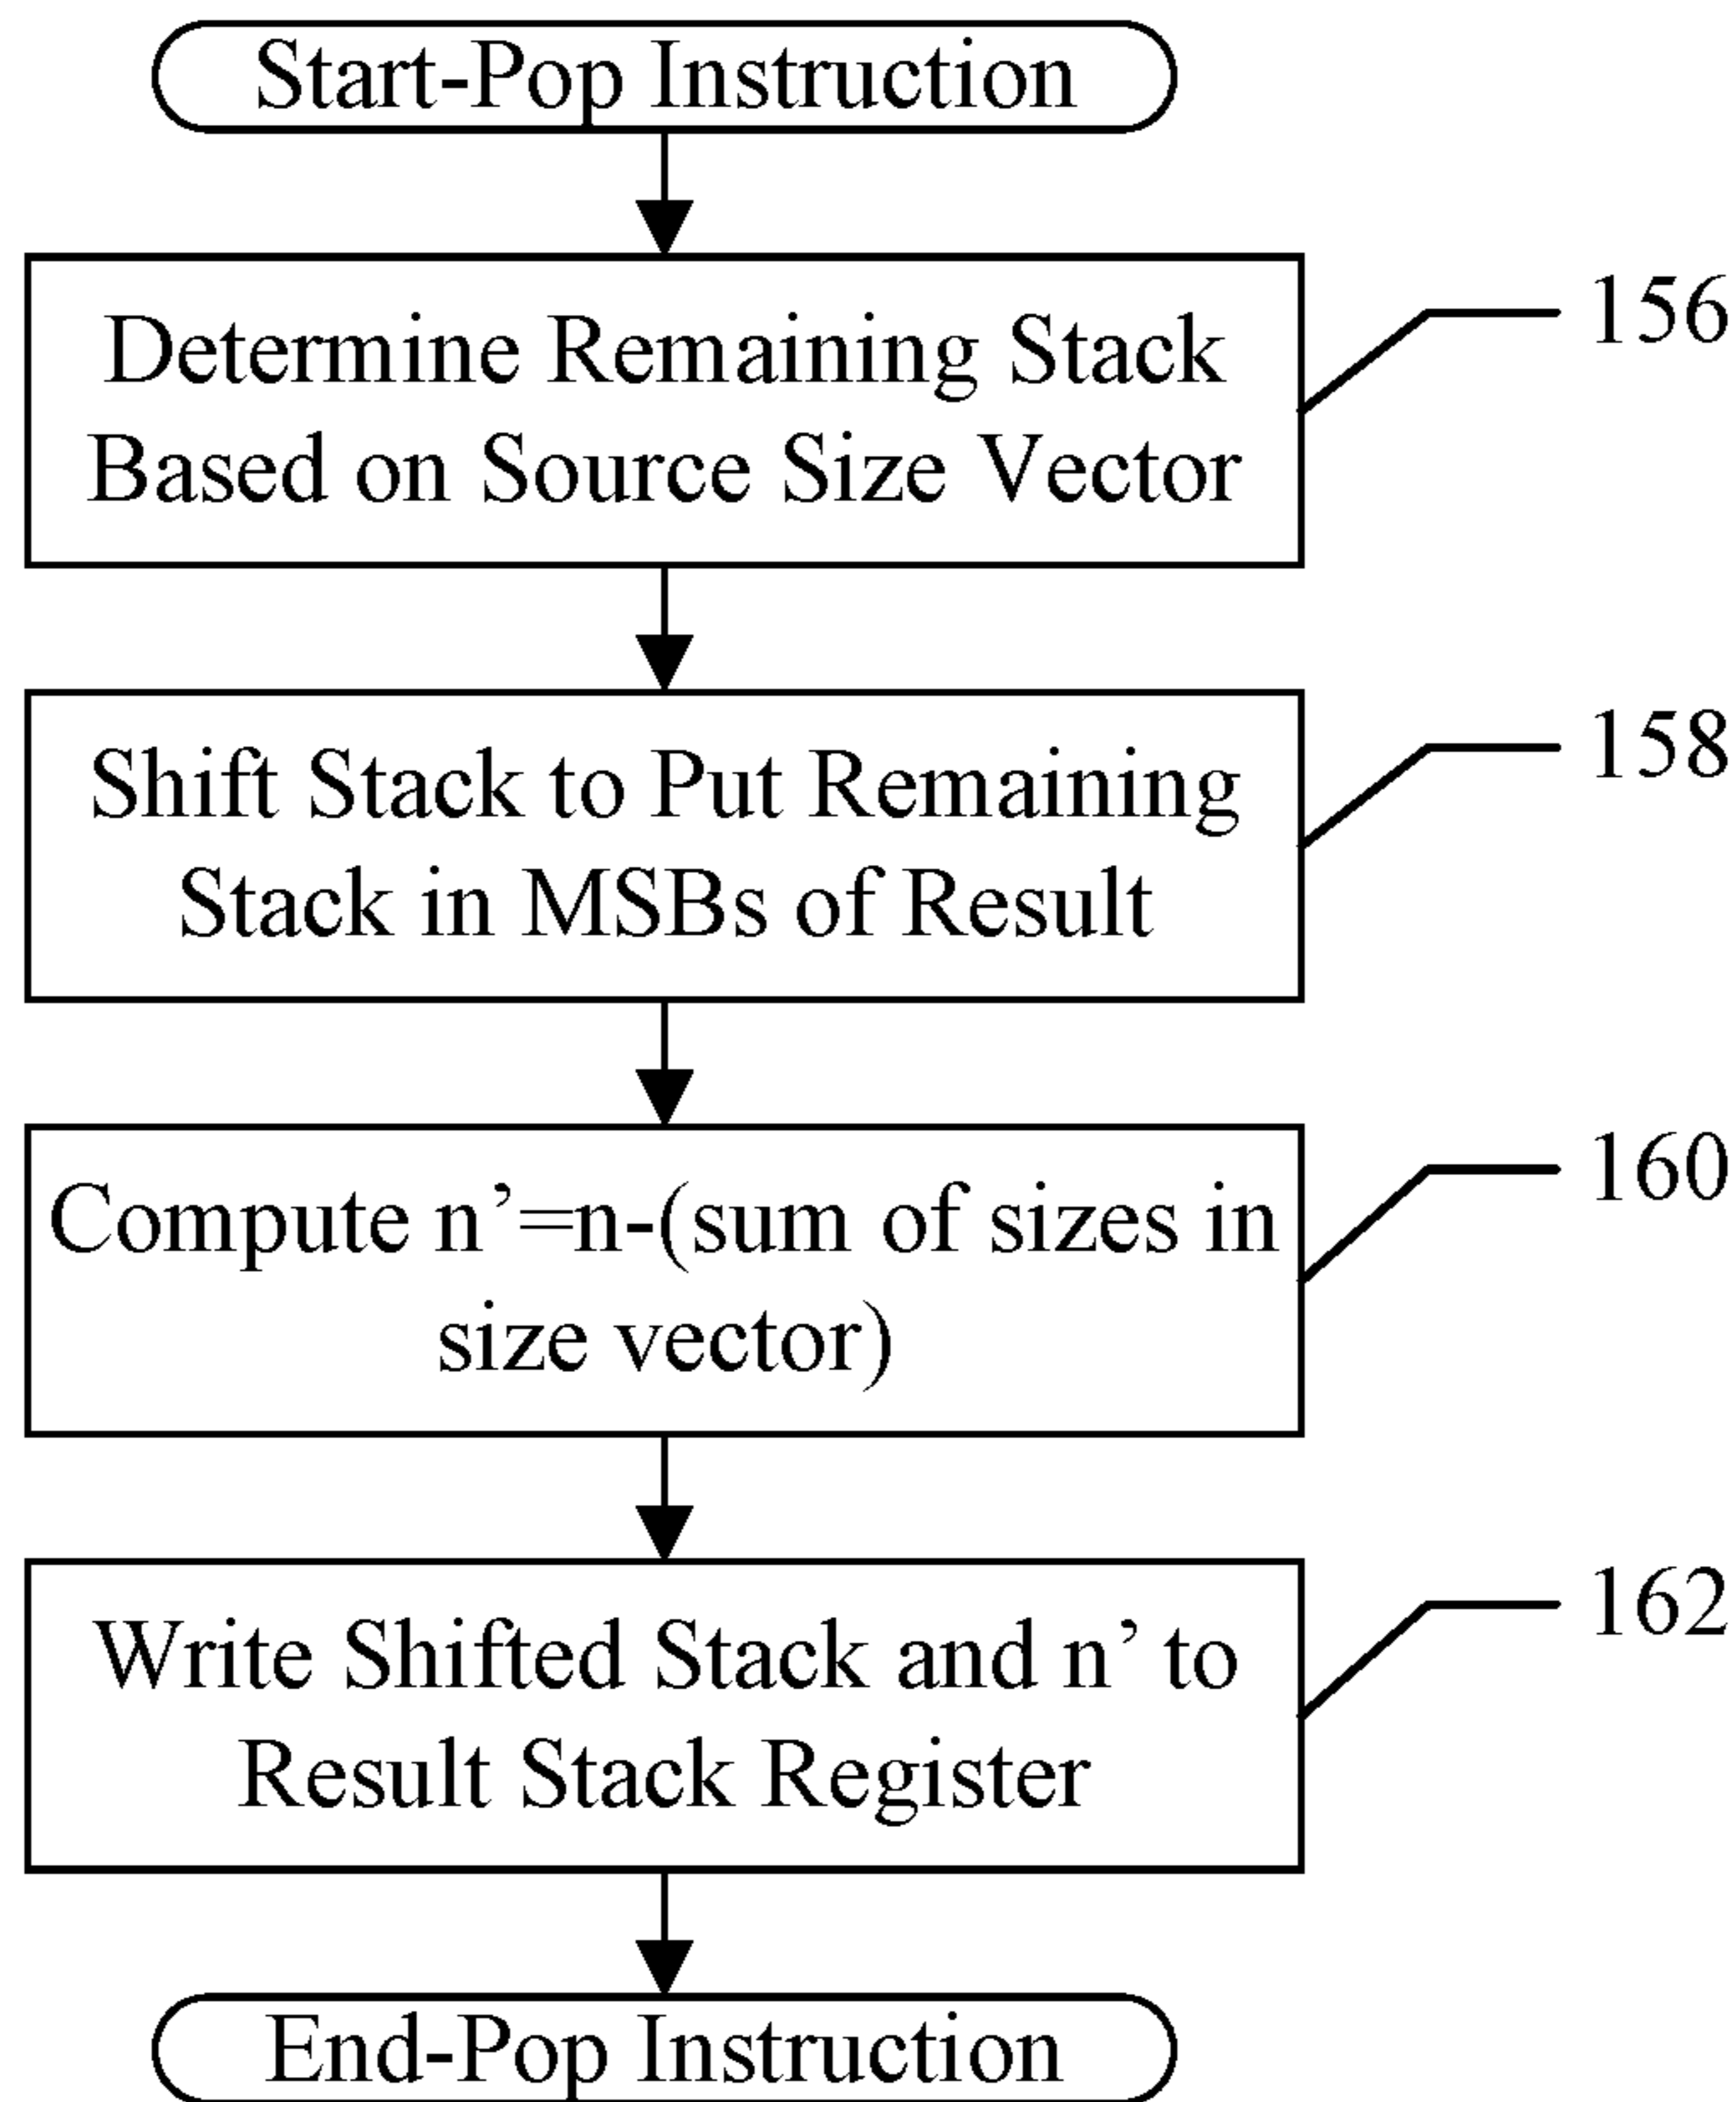 Start-Pop Instruction
156
Determine Remaining Stack
Based on Source Size Vector
158
Shift Stack to Put Remaining
Stack in MSBs of Result
160
Compute n’=n-(sum of sizes in
size vector)
162
Write Shifted Stack and n’ to
Result Stack Register
End-Pop Instruction